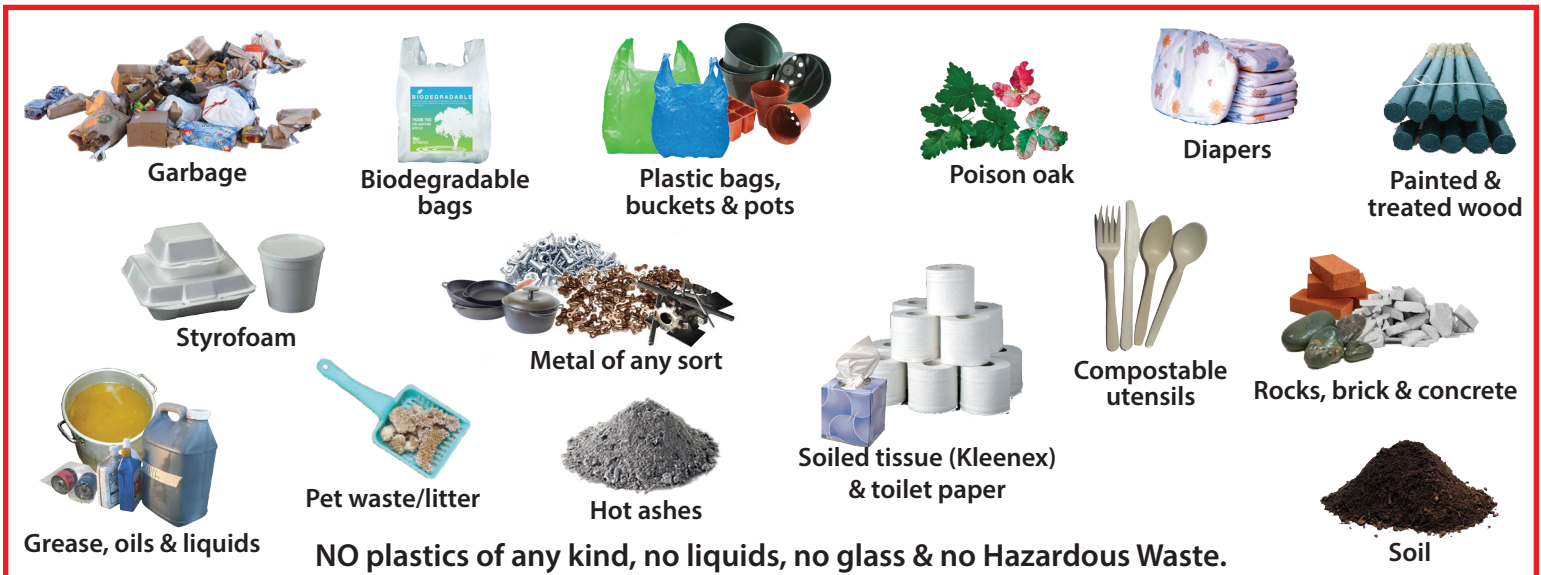 Garbage
BIODEGRADABLE
THANK YOU
Biodegradable
bags
Plastic bags,
buckets & pots
Poison oak
Diapers
Painted &
treated wood
Styrofoam
Metal of any sort
Soiled tissue (Kleenex)
& toilet paper
Compostable
utensils
Rocks, brick & concrete
Grease, oils & liquids
Pet waste/litter
Hot ashes
Soil
NO plastics of any kind, no liquids, no glass & no Hazardous Waste.